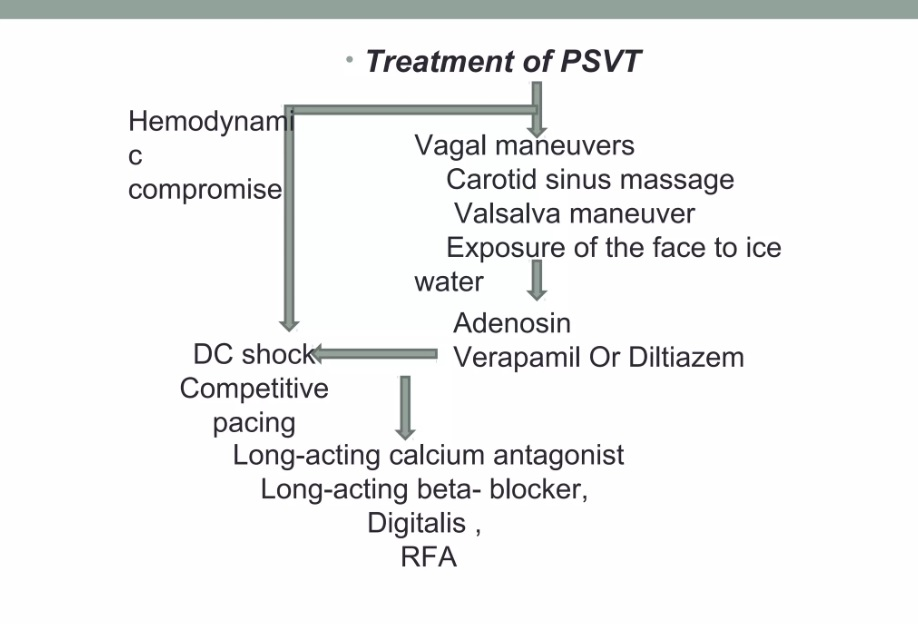 • Treatment of PSVT
Hemodynami
c
compromise
Vagal maneuvers
Carotid sinus massage
Valsalva maneuver
Exposure of the face to ice
water
Adenosin
Verapamil Or Diltiazem
DC shock
Competitive
pacing
Long-acting calcium antagonist
Long-acting beta- blocker,
Digitalis ,
RFA